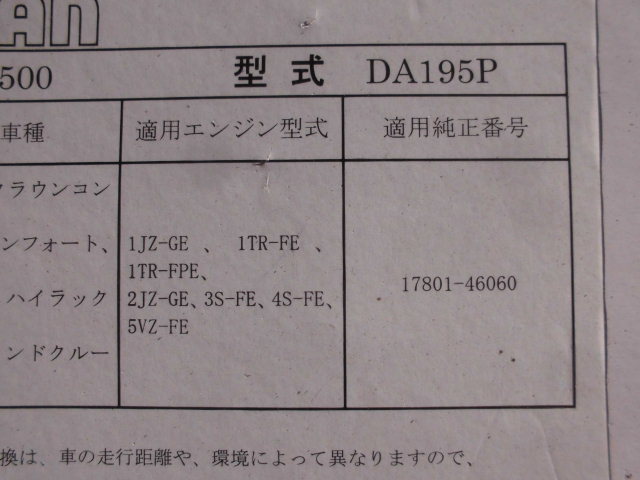 AN
500 型式 DA195P
車種 適用エンジン型式 適用純正番号
クラウンコン
ンフォート、 1JZ-GE 、 1TR-FE 、
1TR-FPE、
17801-46060
ハイラック 2JZ-GE、3S-FE、4S-FE、
5VZ-FE
ンドクルー
換は、車の走行距離や、環境によって異なりますので、